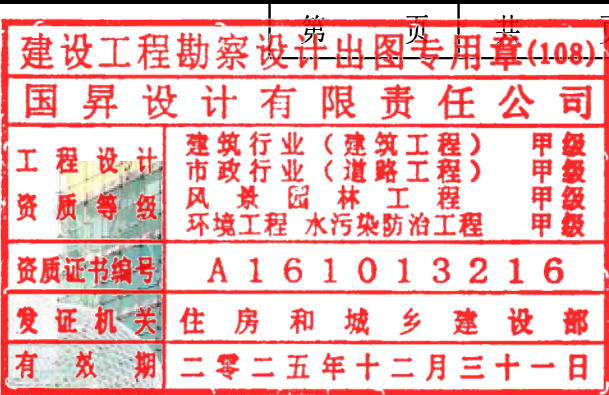 第 页 共
建设工程勘察设计出图专用章(108)
国昇设计有限责任公司
工程设计资质等级
建筑行业（建筑工程） 甲级
市政行业（道路工程） 甲级
风景园林工程 甲级
环境工程 水污染防治工程 甲级
资质证书编号 A161013216
发证机关 住房和城乡建设部
有效期 二零二五年十二月三十一日